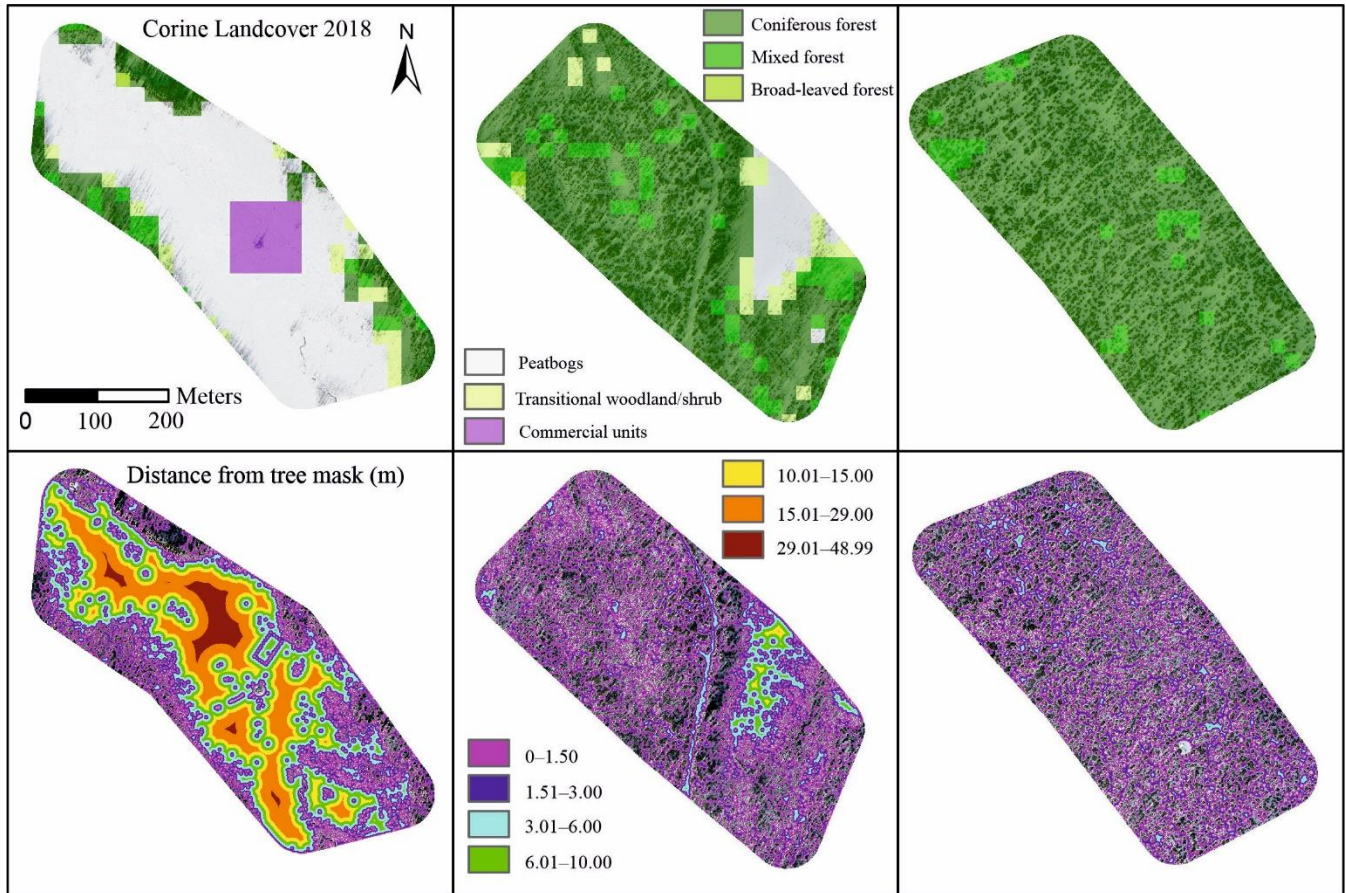 Corine Landcover 2018
N
Meters
0 100 200
Coniferous forest
Mixed forest
Broad-leaved forest
Peatbogs
Transitional woodland/shrub
Commercial units
Distance from tree mask (m)
10.01–15.00
15.01–29.00
29.01–48.99
0–1.50
1.51–3.00
3.01–6.00
6.01–10.00